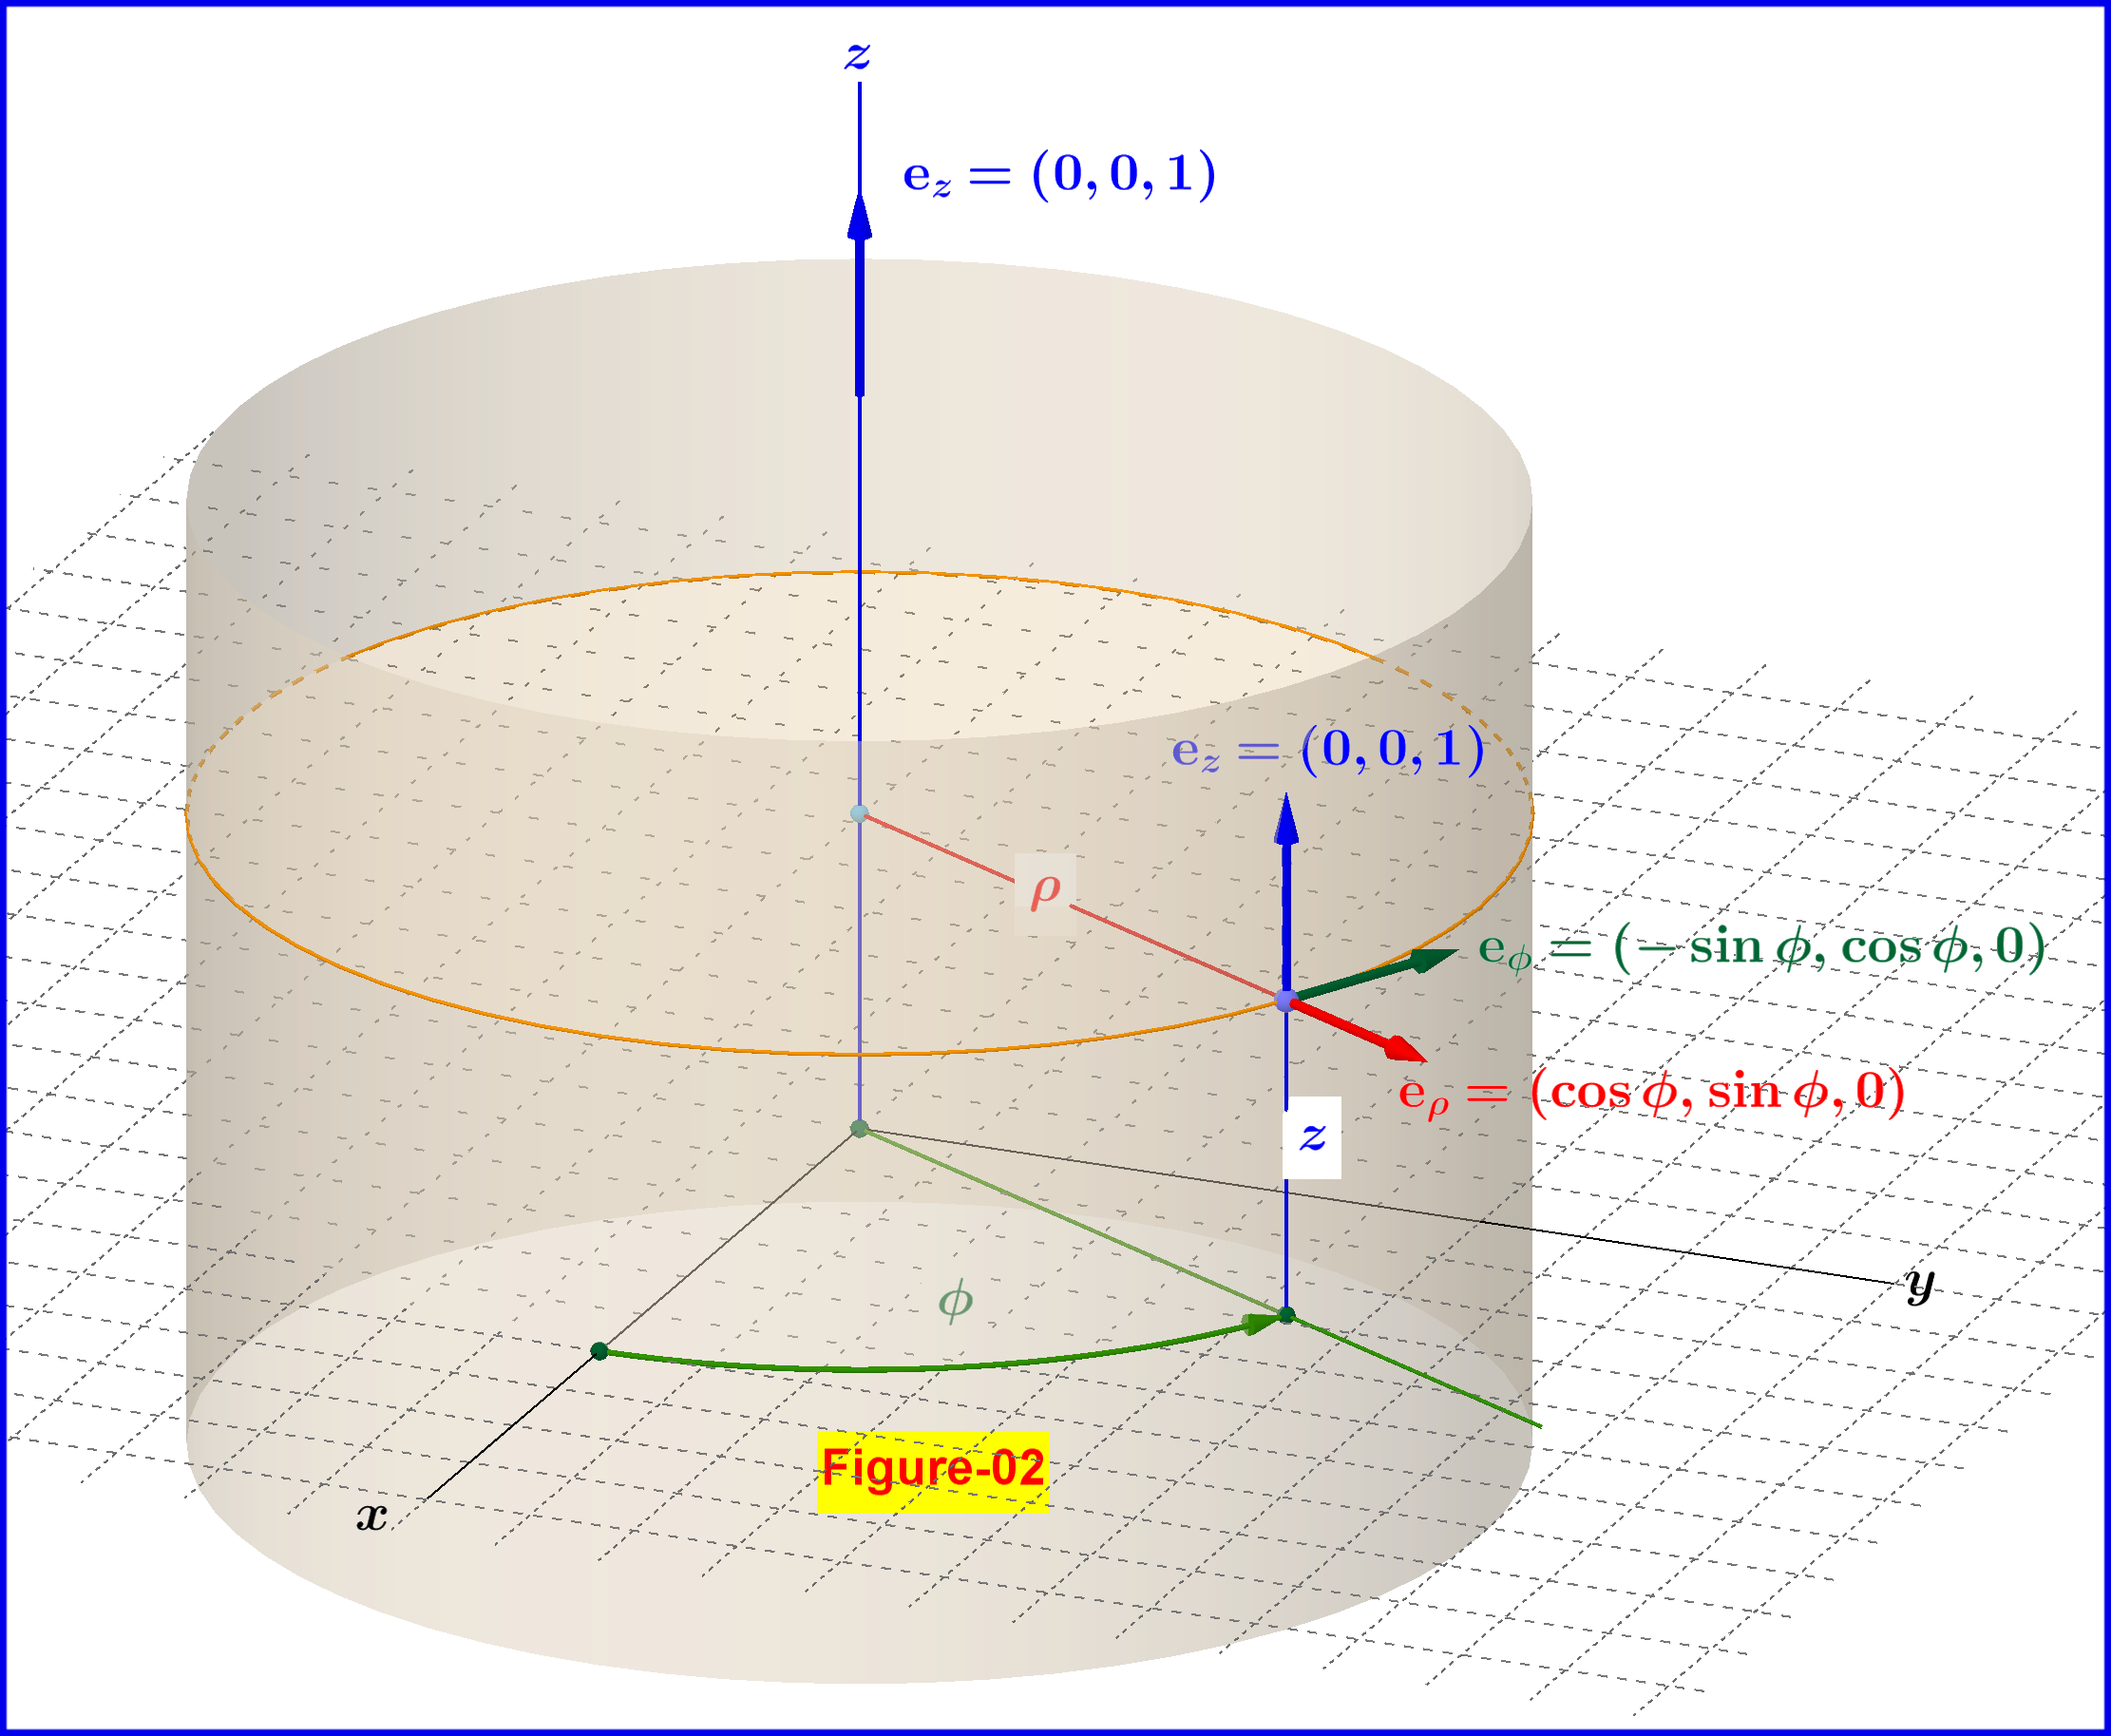 z
e_z = (0, 0, 1)
e_z = (0, 0, 1)
ρ
e_ϕ = (− sin ϕ, cos ϕ, 0)
e_ρ = (cos ϕ, sin ϕ, 0)
z
y
ϕ
Figure-02
x